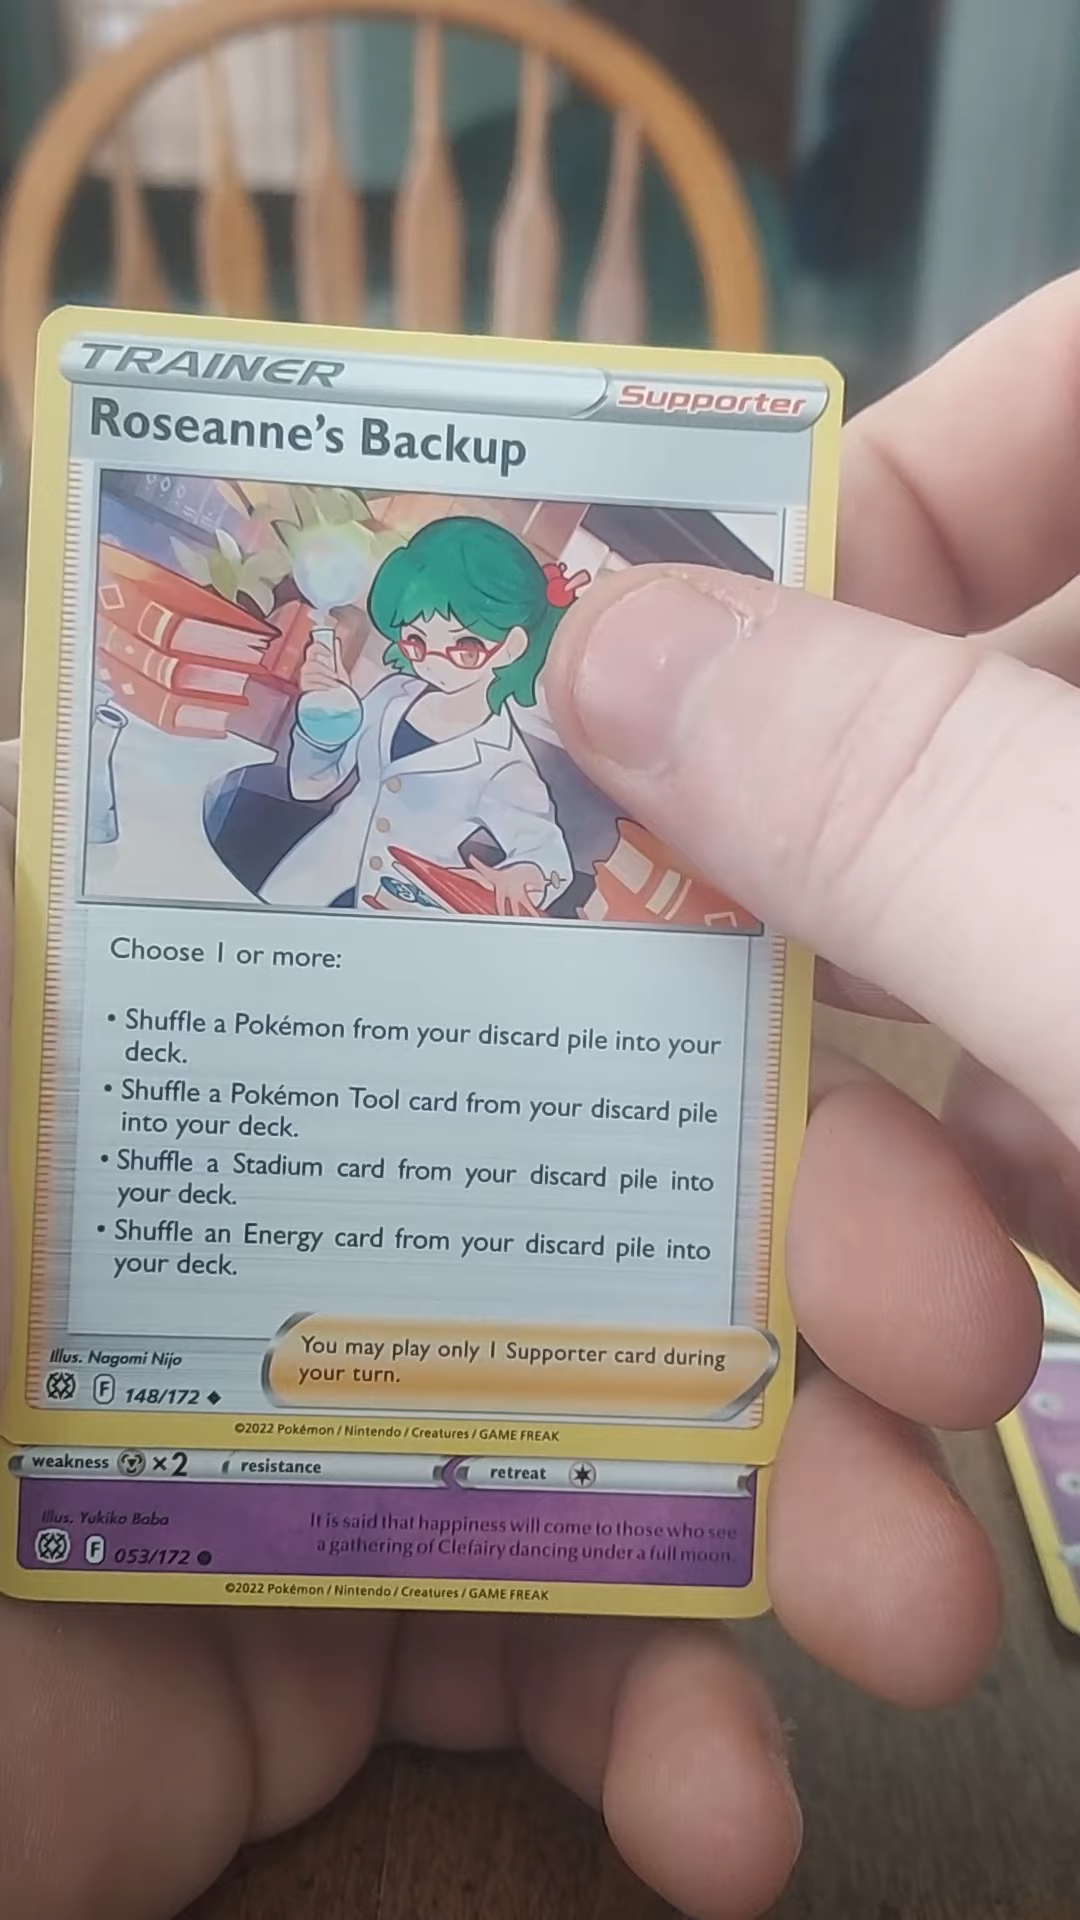 TRAINER
Supporter
Roseanne's Backup
Choose 1 or more:
• Shuffle a Pokémon from your discard pile into your
deck.
• Shuffle a Pokémon Tool card from your discard pile
into your deck.
• Shuffle a Stadium card from your discard pile into
your deck.
• Shuffle an Energy card from your discard pile into
your deck.
You may play only 1 Supporter card during
your turn.
Illus. Nagomi Nijo
F 148/172
©2022 Pokémon / Nintendo / Creatures / GAME FREAK
weakness ×2 resistance retreat
Illus. Yukiko Baba
It is said that happiness will come to those who see
a gathering of Clefairy dancing under a full moon.
F 053/172
©2022 Pokémon / Nintendo / Creatures / GAME FREAK